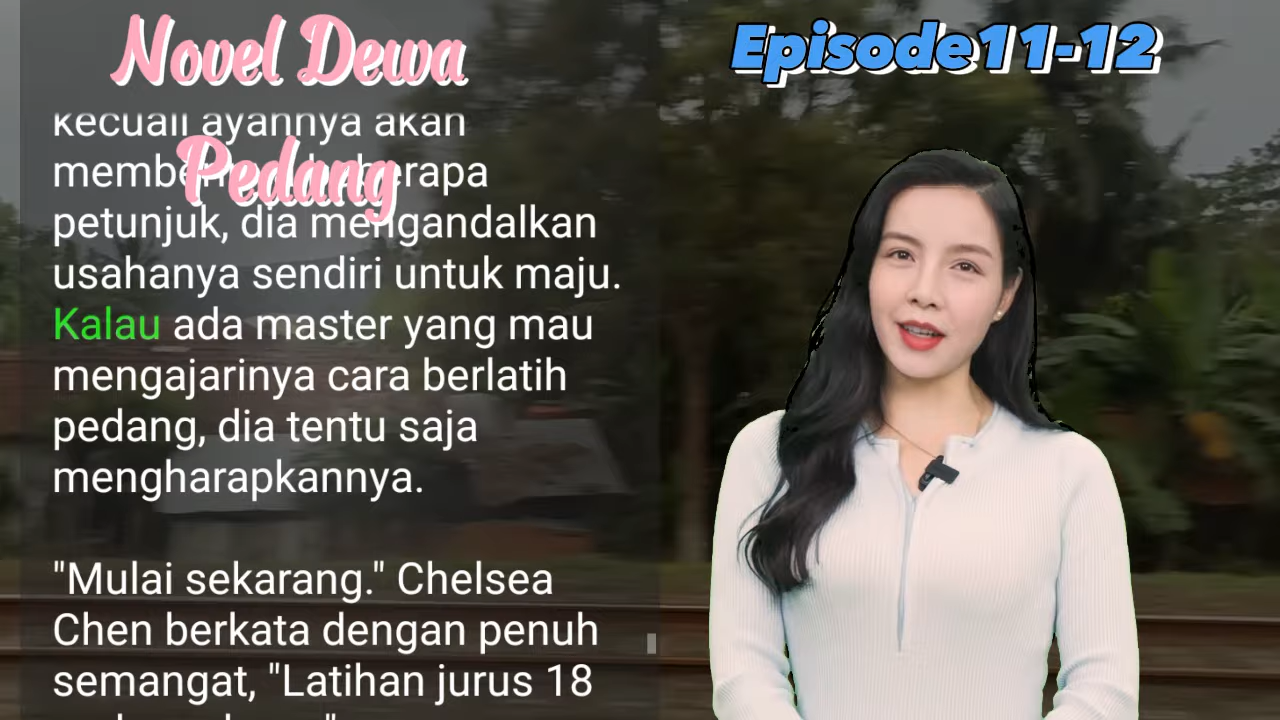 Novel Dewa
Pedang
Episode11-12
kecuali ayahnya akan
petunjuk, dia mengandalkan
usahanya sendiri untuk maju.
Kalau ada master yang mau
mengajarinya cara berlatih
pedang, dia tentu saja
mengharapkannya.
"Mulai sekarang." Chelsea
Chen berkata dengan penuh
semangat, "Latihan jurus 18